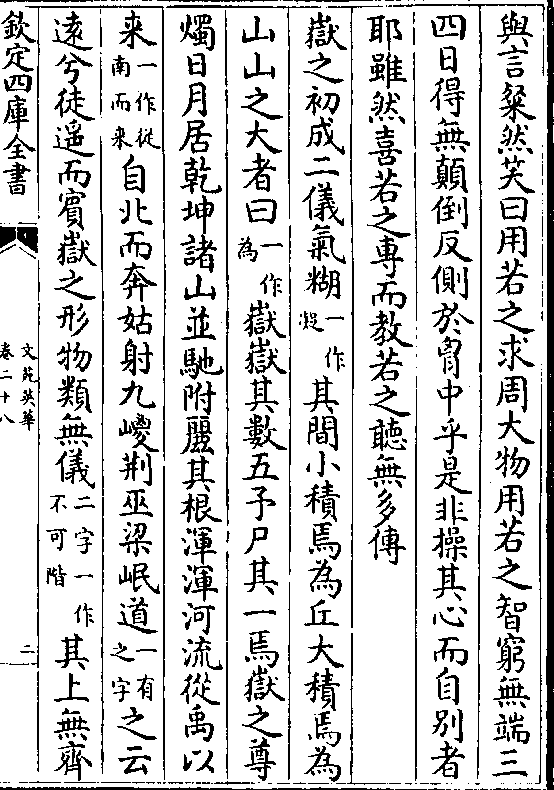 與言粲然笑曰用若之求周大物用若之智窮無端三
四日得無顛倒反側於胷中乎是非操其心而自別者
耶雖然喜若之專而教若之聽無多傳
嶽之初成二儀氣糊一作凝其間小積焉為丘大積焉為
山山之大者曰一作為嶽嶽其數五予尸其一焉嶽之尊
燭日月居乾坤諸山並馳附麗其根渾渾河流從禹以
来一作從南而来自北而奔姑射九嵕荆巫梁岷道一有之字之云
逺兮徒遥而賓嶽之形物類無儀二字一作不可階其上無齊
欽定四庫全書
文苑英華
卷二十八
二